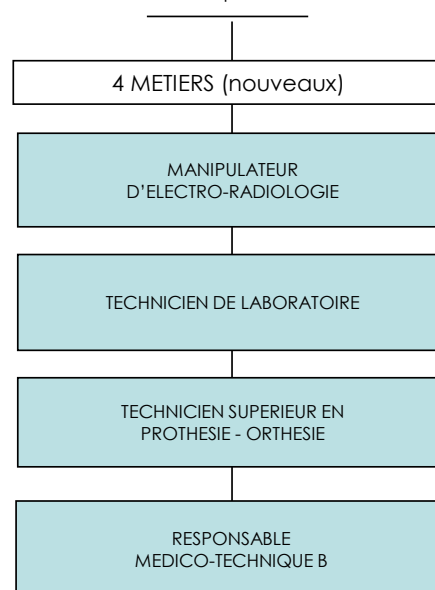 4 METIERS (nouveaux)
MANIPULATEUR
D'ELECTRO-RADIOLOGIE
TECHNICIEN DE LABORATOIRE
TECHNICIEN SUPERIEUR EN
PROTHESIE - ORTHESIE
RESPONSABLE
MEDICO-TECHNIQUE B